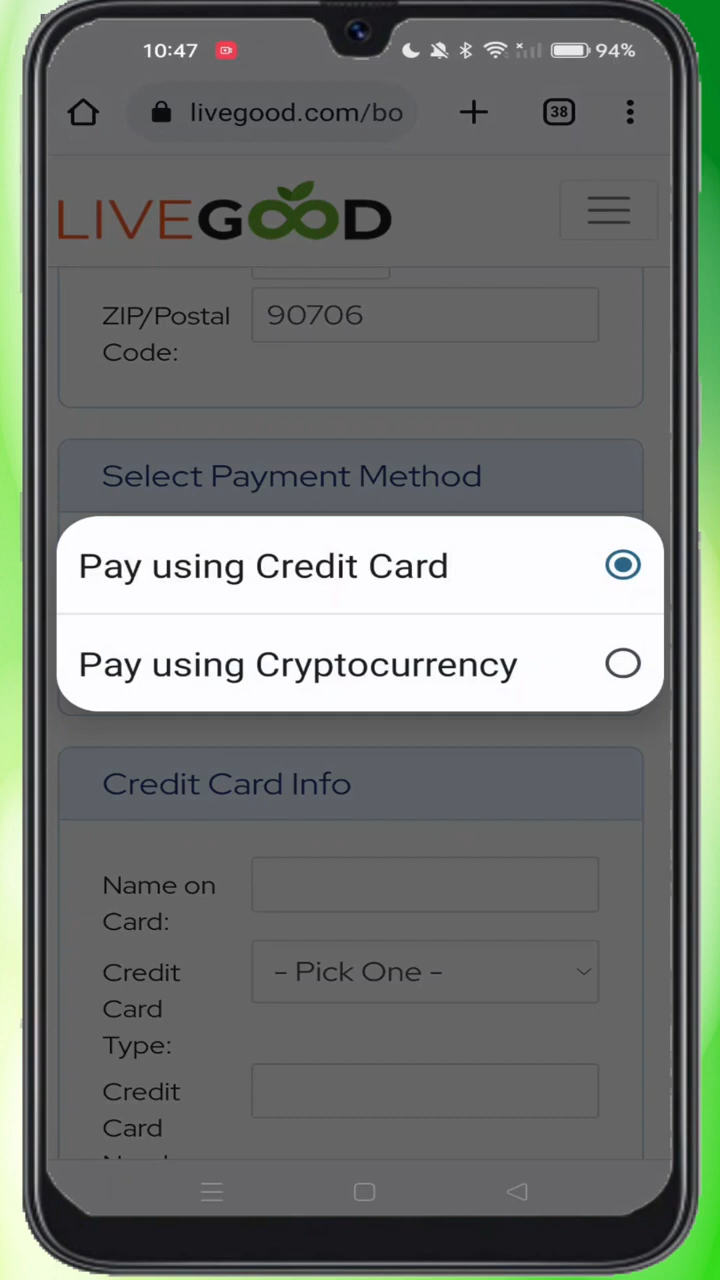 10:47
94%
livegood.com/bo
38
LIVEGOOD
ZIP/Postal
Code:
90706
Select Payment Method
Pay using Credit Card
Pay using Cryptocurrency
Credit Card Info
Name on
Card:
Credit
Card
Type:
- Pick One -
Credit
Card